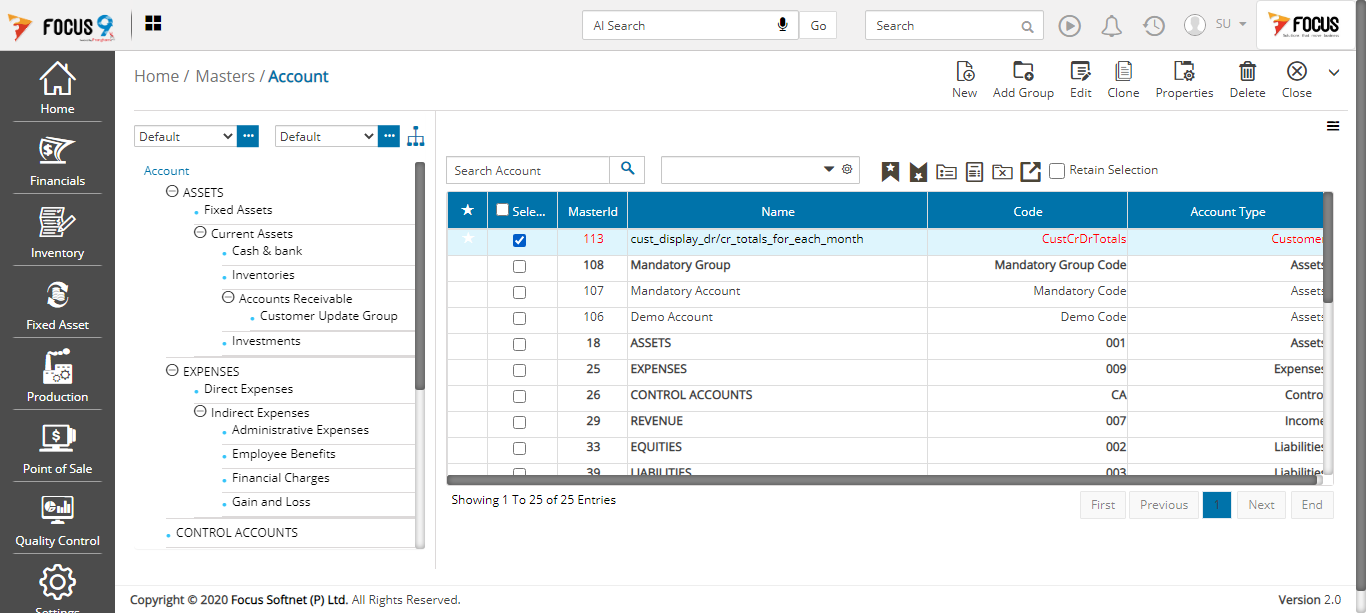 FOCUS 9
AI Search
Go
Search
SU
FOCUS
Home
Financials
Inventory
Fixed Asset
Production
Point of Sale
Quality Control
Settings
Home / Masters / Account
New
Add Group
Edit
Clone
Properties
Delete
Close
Default
Default
Account
ASSETS
Fixed Assets
Current Assets
Cash & bank
Inventories
Accounts Receivable
Customer Update Group
Investments
EXPENSES
Direct Expenses
Indirect Expenses
Administrative Expenses
Employee Benefits
Financial Charges
Gain and Loss
CONTROL ACCOUNTS
Search Account
Retain Selection
Sele... MasterId Name Code Account Type
113 cust_display_dr/cr_totals_for_each_month CustCrDrTotals Customer
108 Mandatory Group Mandatory Group Code Assets
107 Mandatory Account Mandatory Code Assets
106 Demo Account Demo Code Assets
18 ASSETS 001 Assets
25 EXPENSES 009 Expenses
26 CONTROL ACCOUNTS CA Contro
29 REVENUE 007 Income
33 EQUITIES 002 Liabilities
39 LIABILITIES 003 Liabilities
Showing 1 To 25 of 25 Entries
First
Previous
1
Next
End
Copyright © 2020 Focus Softnet (P) Ltd. All Rights Reserved.
Version 2.0